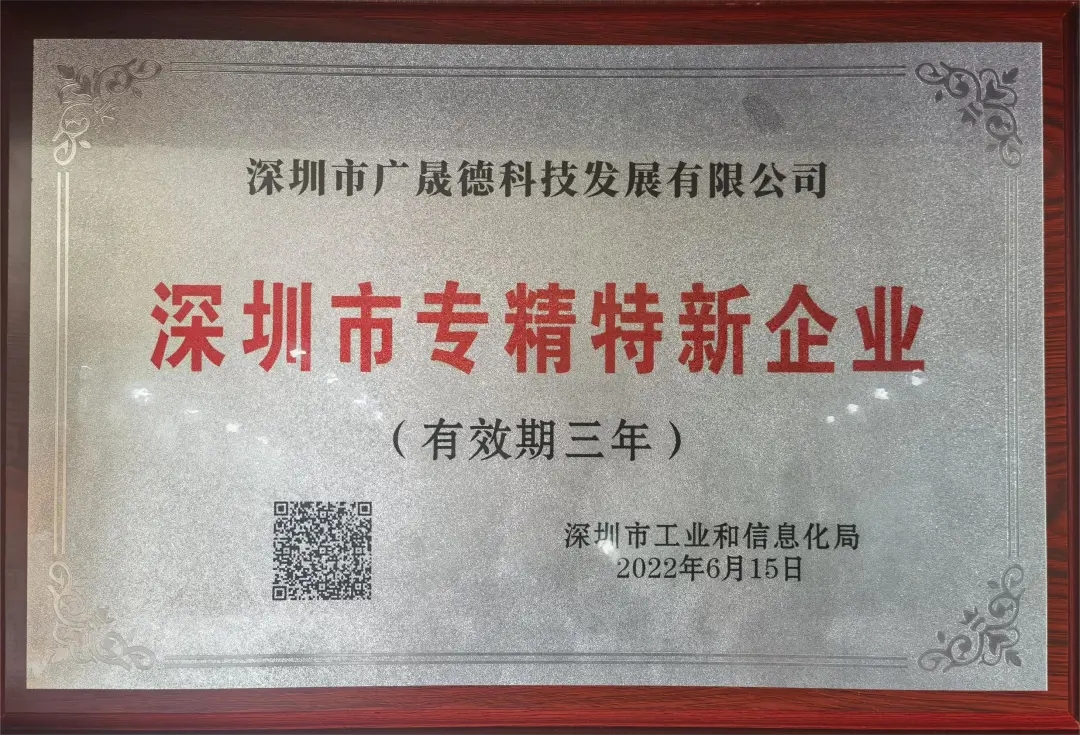 深圳市广晟德科技发展有限公司
深圳市专精特新企业
（有效期三年）
深圳市工业和信息化局
2022年6月15日